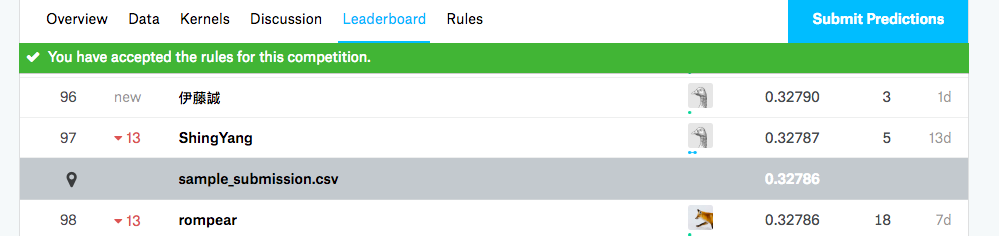 Overview Data Kernels Discussion Leaderboard Rules Submit Predictions
You have accepted the rules for this competition.
96 new 伊藤誠 0.32790 3 1d
97 13 ShingYang 0.32787 5 13d
sample_submission.csv 0.32786
98 13 rompear 0.32786 18 7d